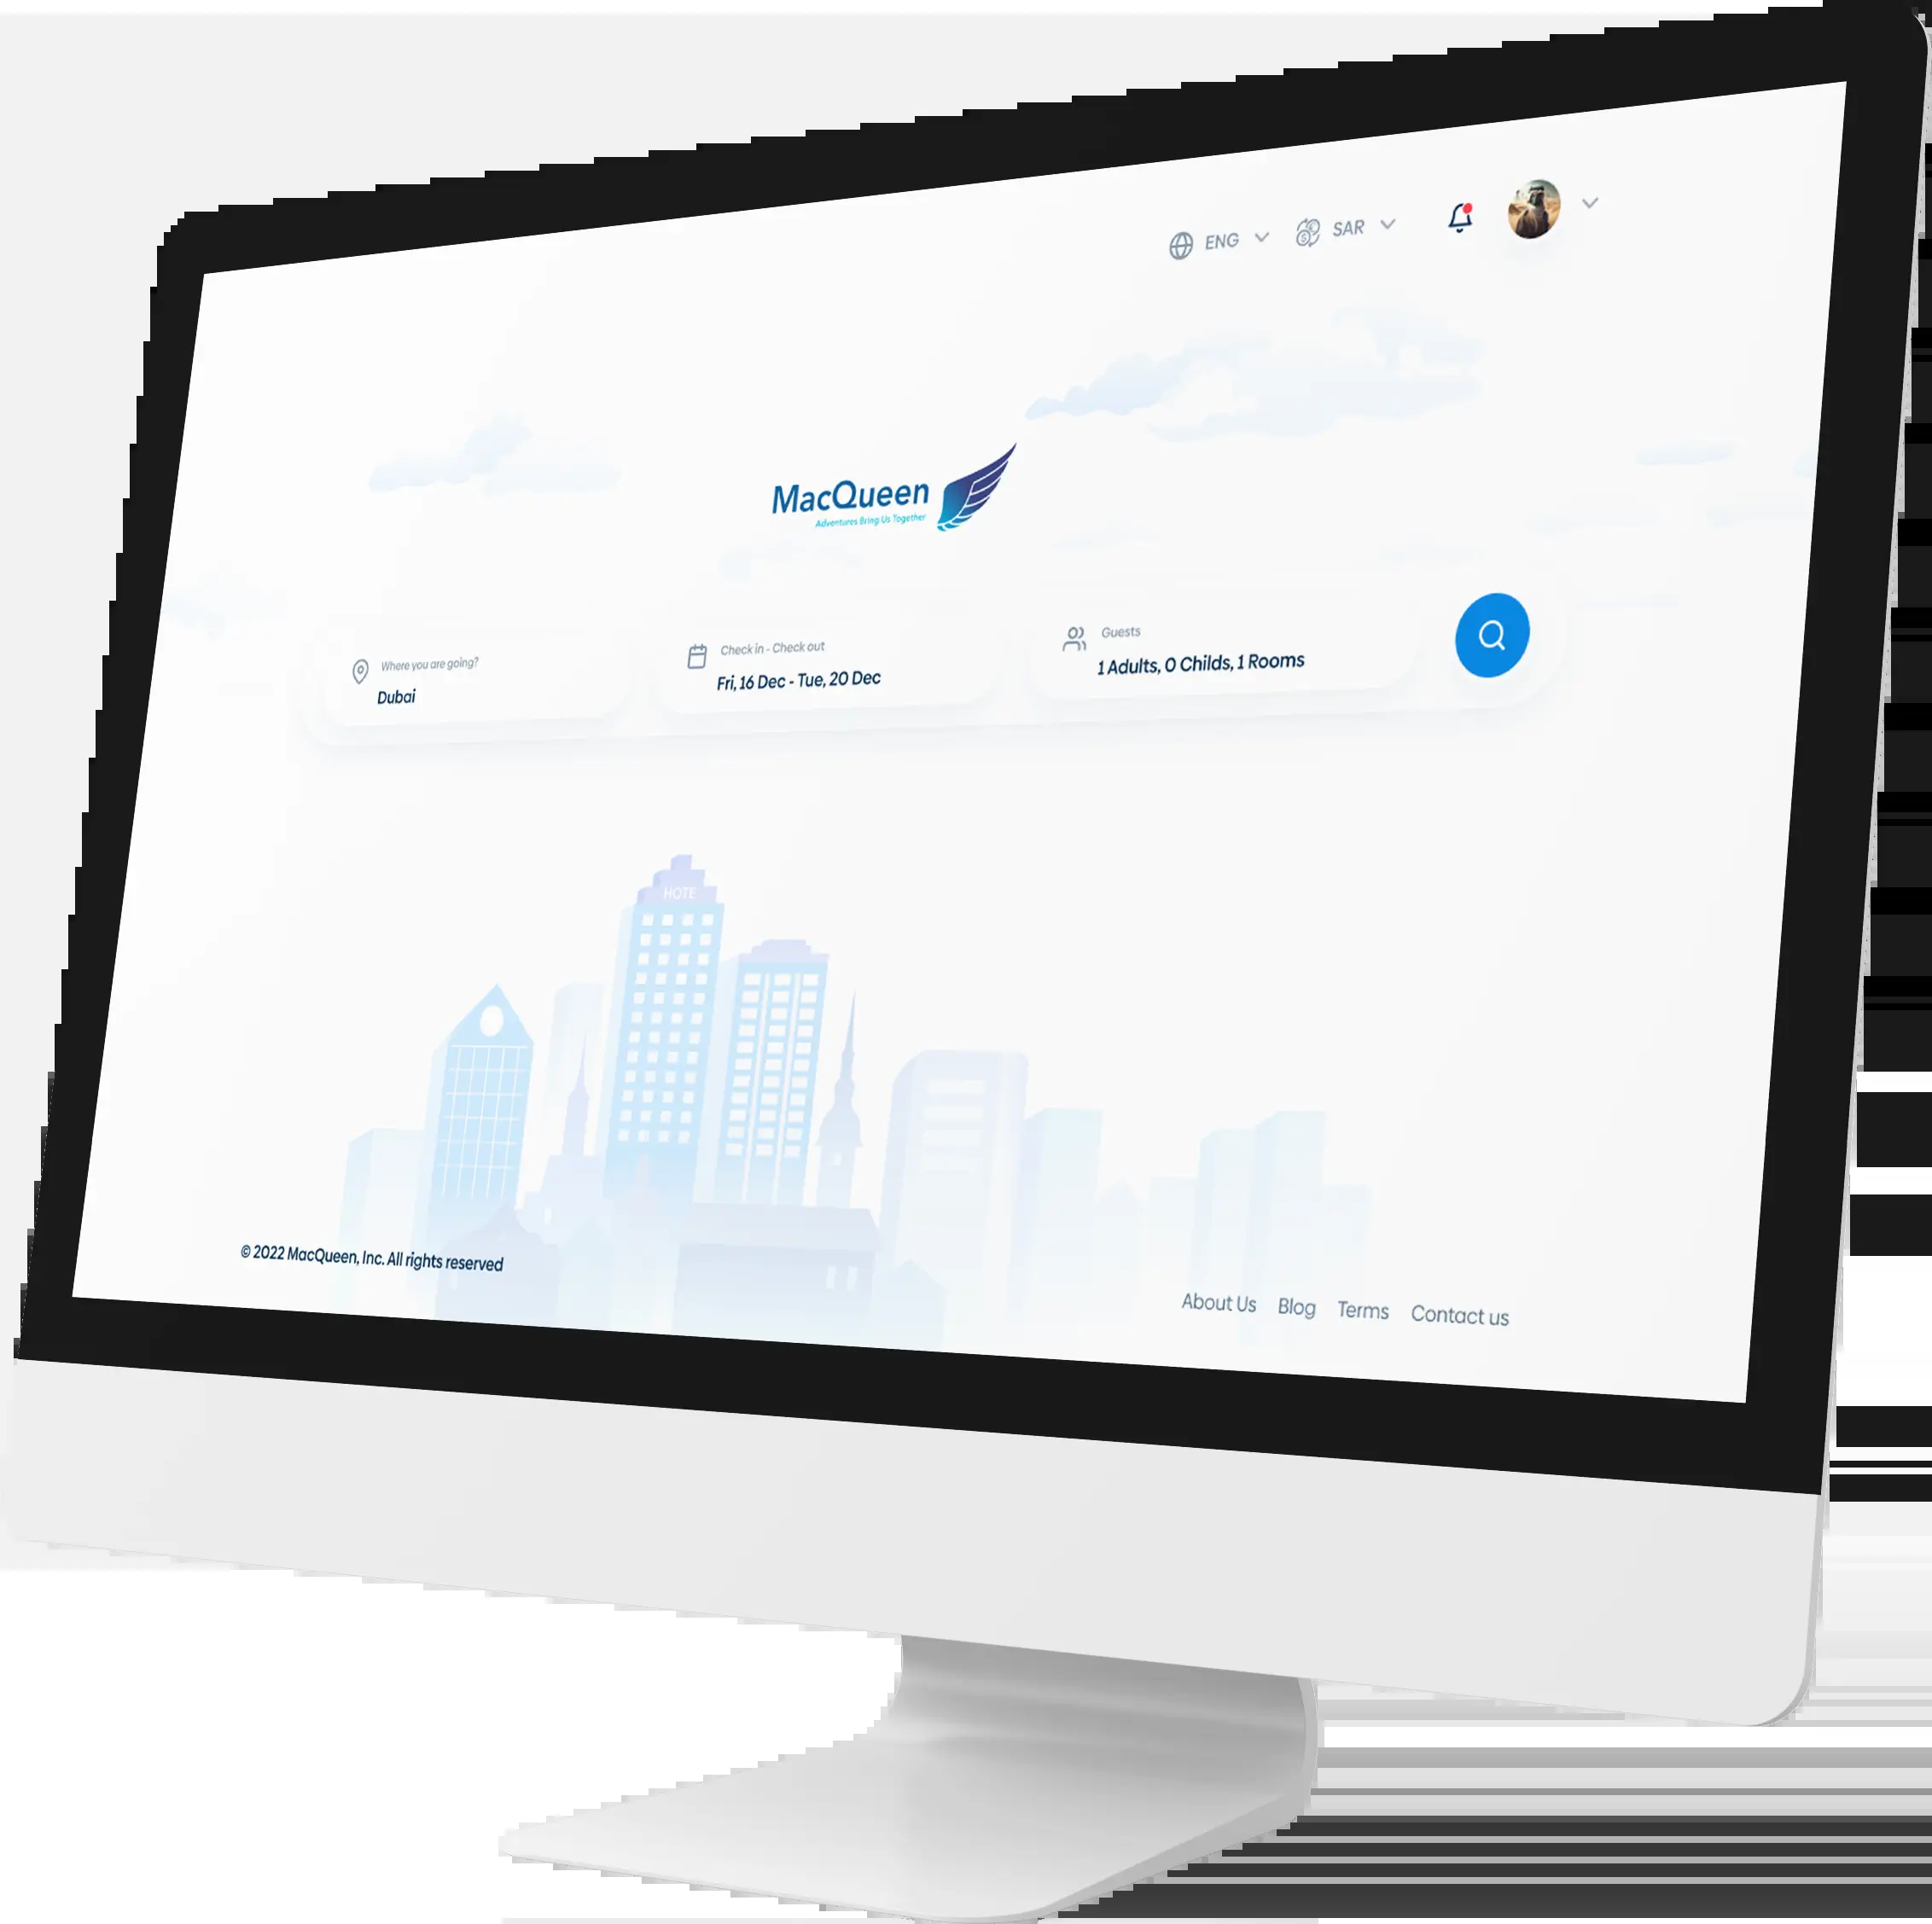 ENG
SAR
MacQueen
Adventures Bring Us Together
Where you are going?
Dubai
Check in - Check out
Fri, 16 Dec - Tue, 20 Dec
Guests
1 Adults, 0 Childs, 1 Rooms
HOTE
© 2022 MacQueen, Inc. All rights reserved
About Us Blog Terms Contact us